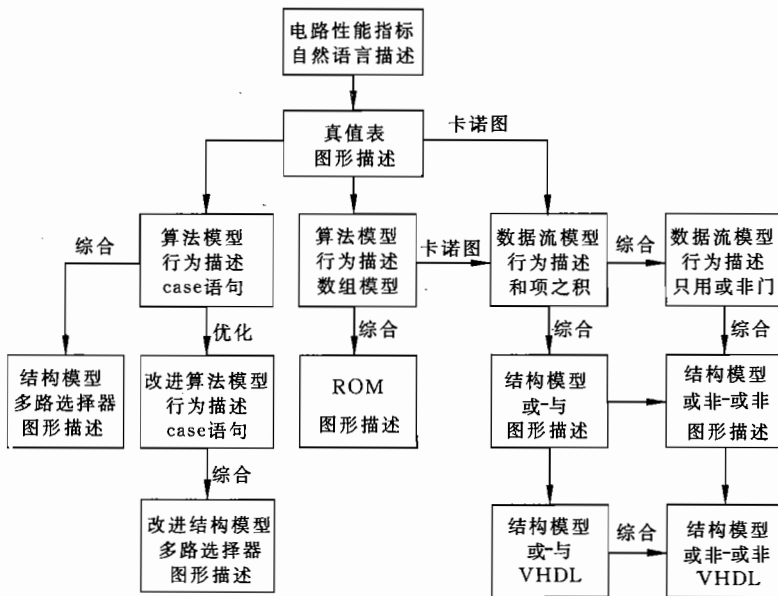 电路性能指标
自然语言描述
真值表
图形描述
卡诺图
综合
算法模型
行为描述
case语句
算法模型
行为描述
数组模型
卡诺图
数据流模型
行为描述
和项之积
综合
数据流模型
行为描述
只用或非门
优化
综合
综合
综合
结构模型
多路选择器
图形描述
改进算法模型
行为描述
case语句
ROM
图形描述
结构模型
或-与
图形描述
结构模型
或非-或非
图形描述
综合
改进结构模型
多路选择器
图形描述
结构模型
或-与
VHDL
综合
结构模型
或非-或非
VHDL